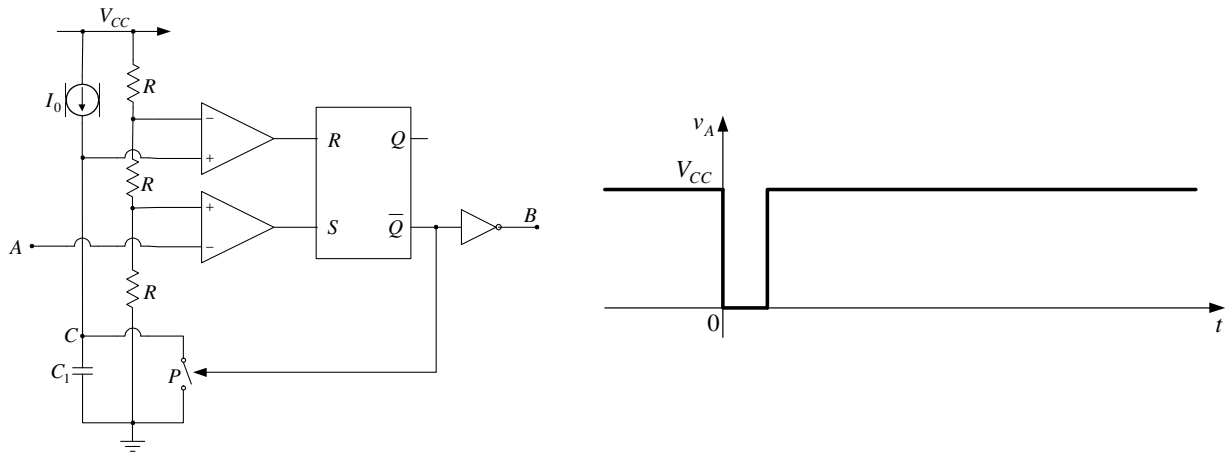 V_CC
I_0
R
R
R
−
+
+
−
R
Q
S
Q̅
A
B
C
C_1
P
v_A
V_CC
0
t